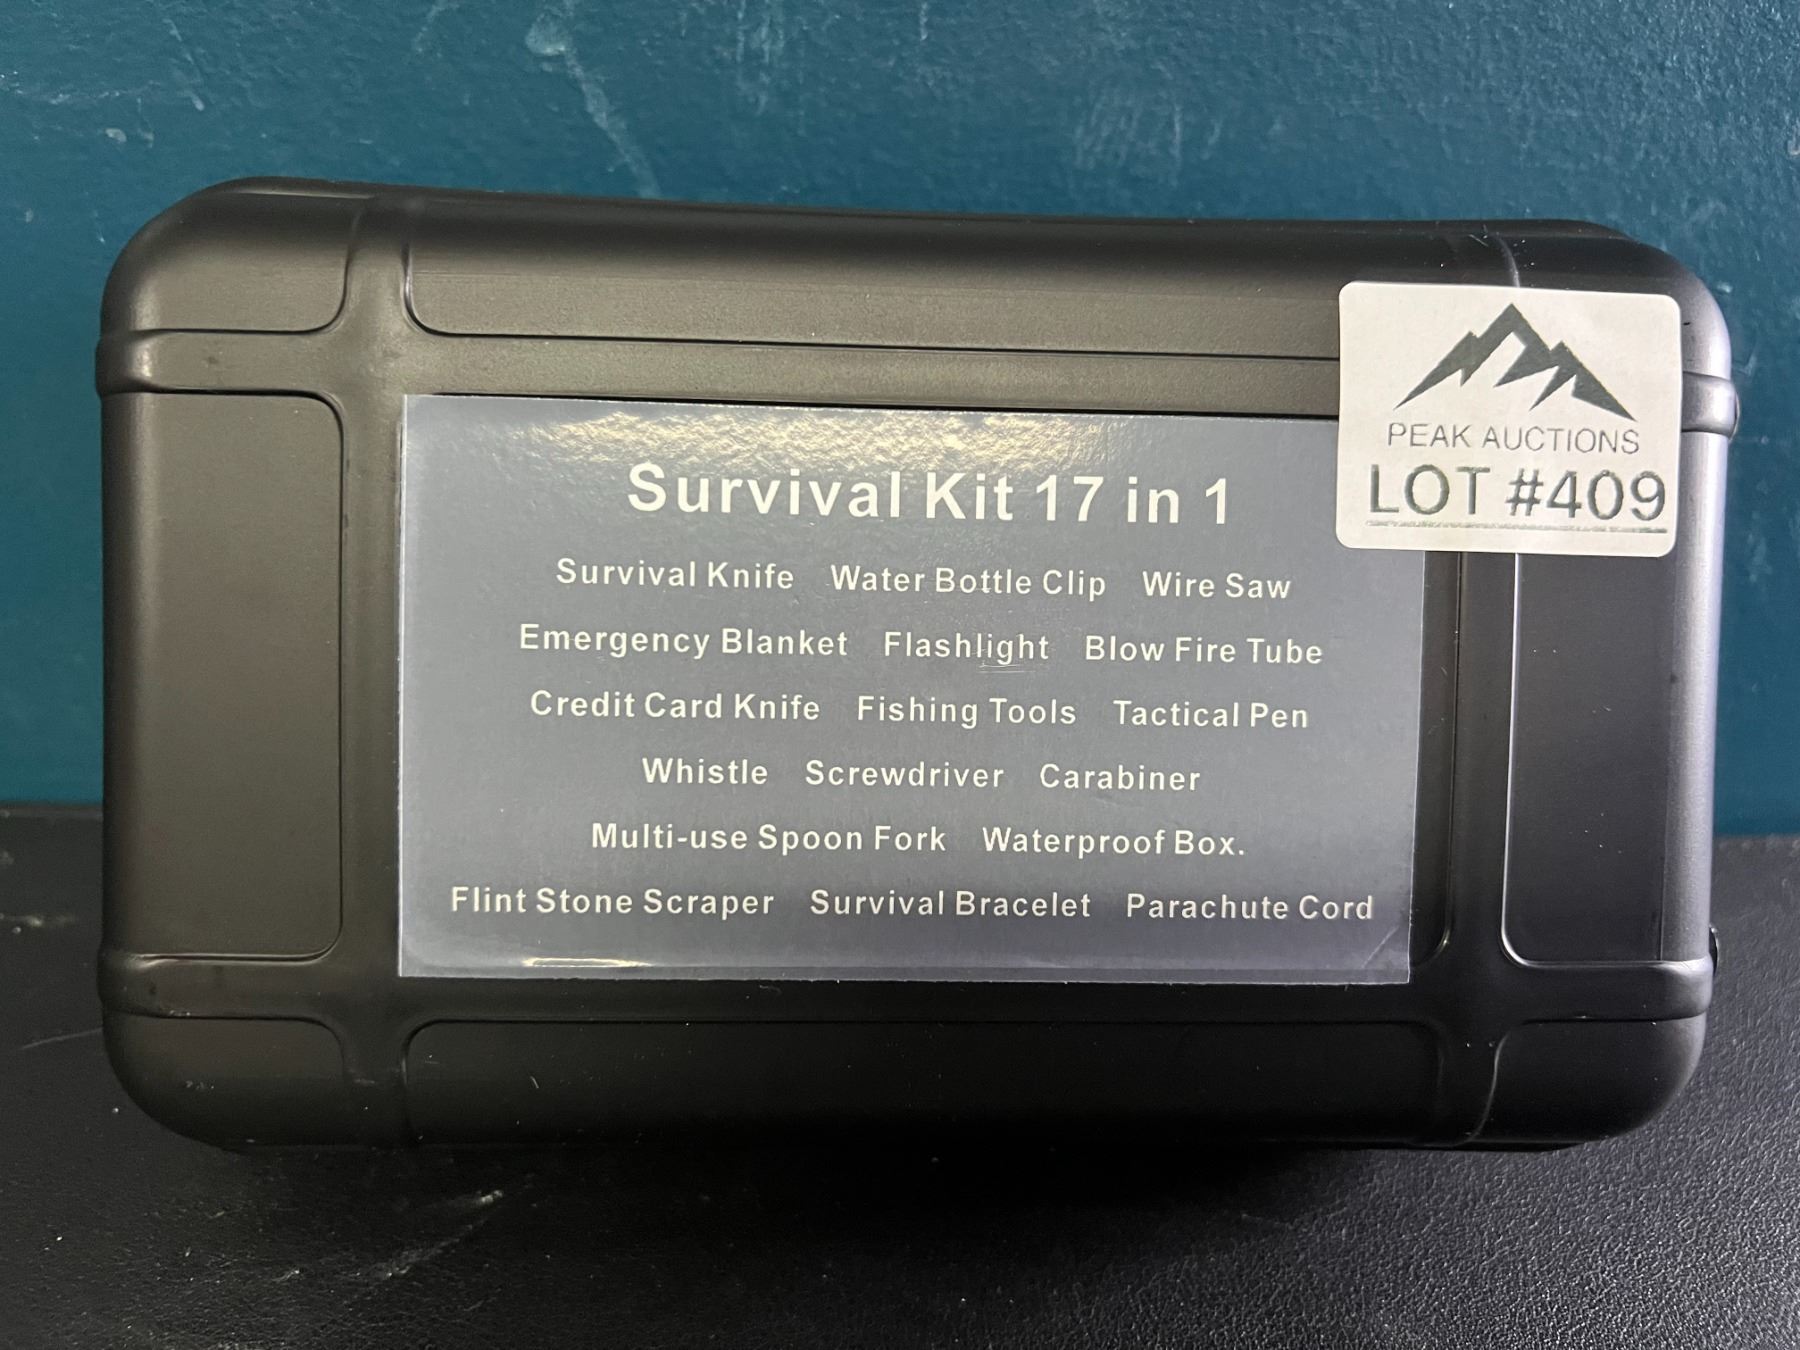 PEAK AUCTIONS
LOT #409
Survival Kit 17 in 1
Survival Knife Water Bottle Clip Wire Saw
Emergency Blanket Flashlight Blow Fire Tube
Credit Card Knife Fishing Tools Tactical Pen
Whistle Screwdriver Carabiner
Multi-use Spoon Fork Waterproof Box.
Flint Stone Scraper Survival Bracelet Parachute Cord